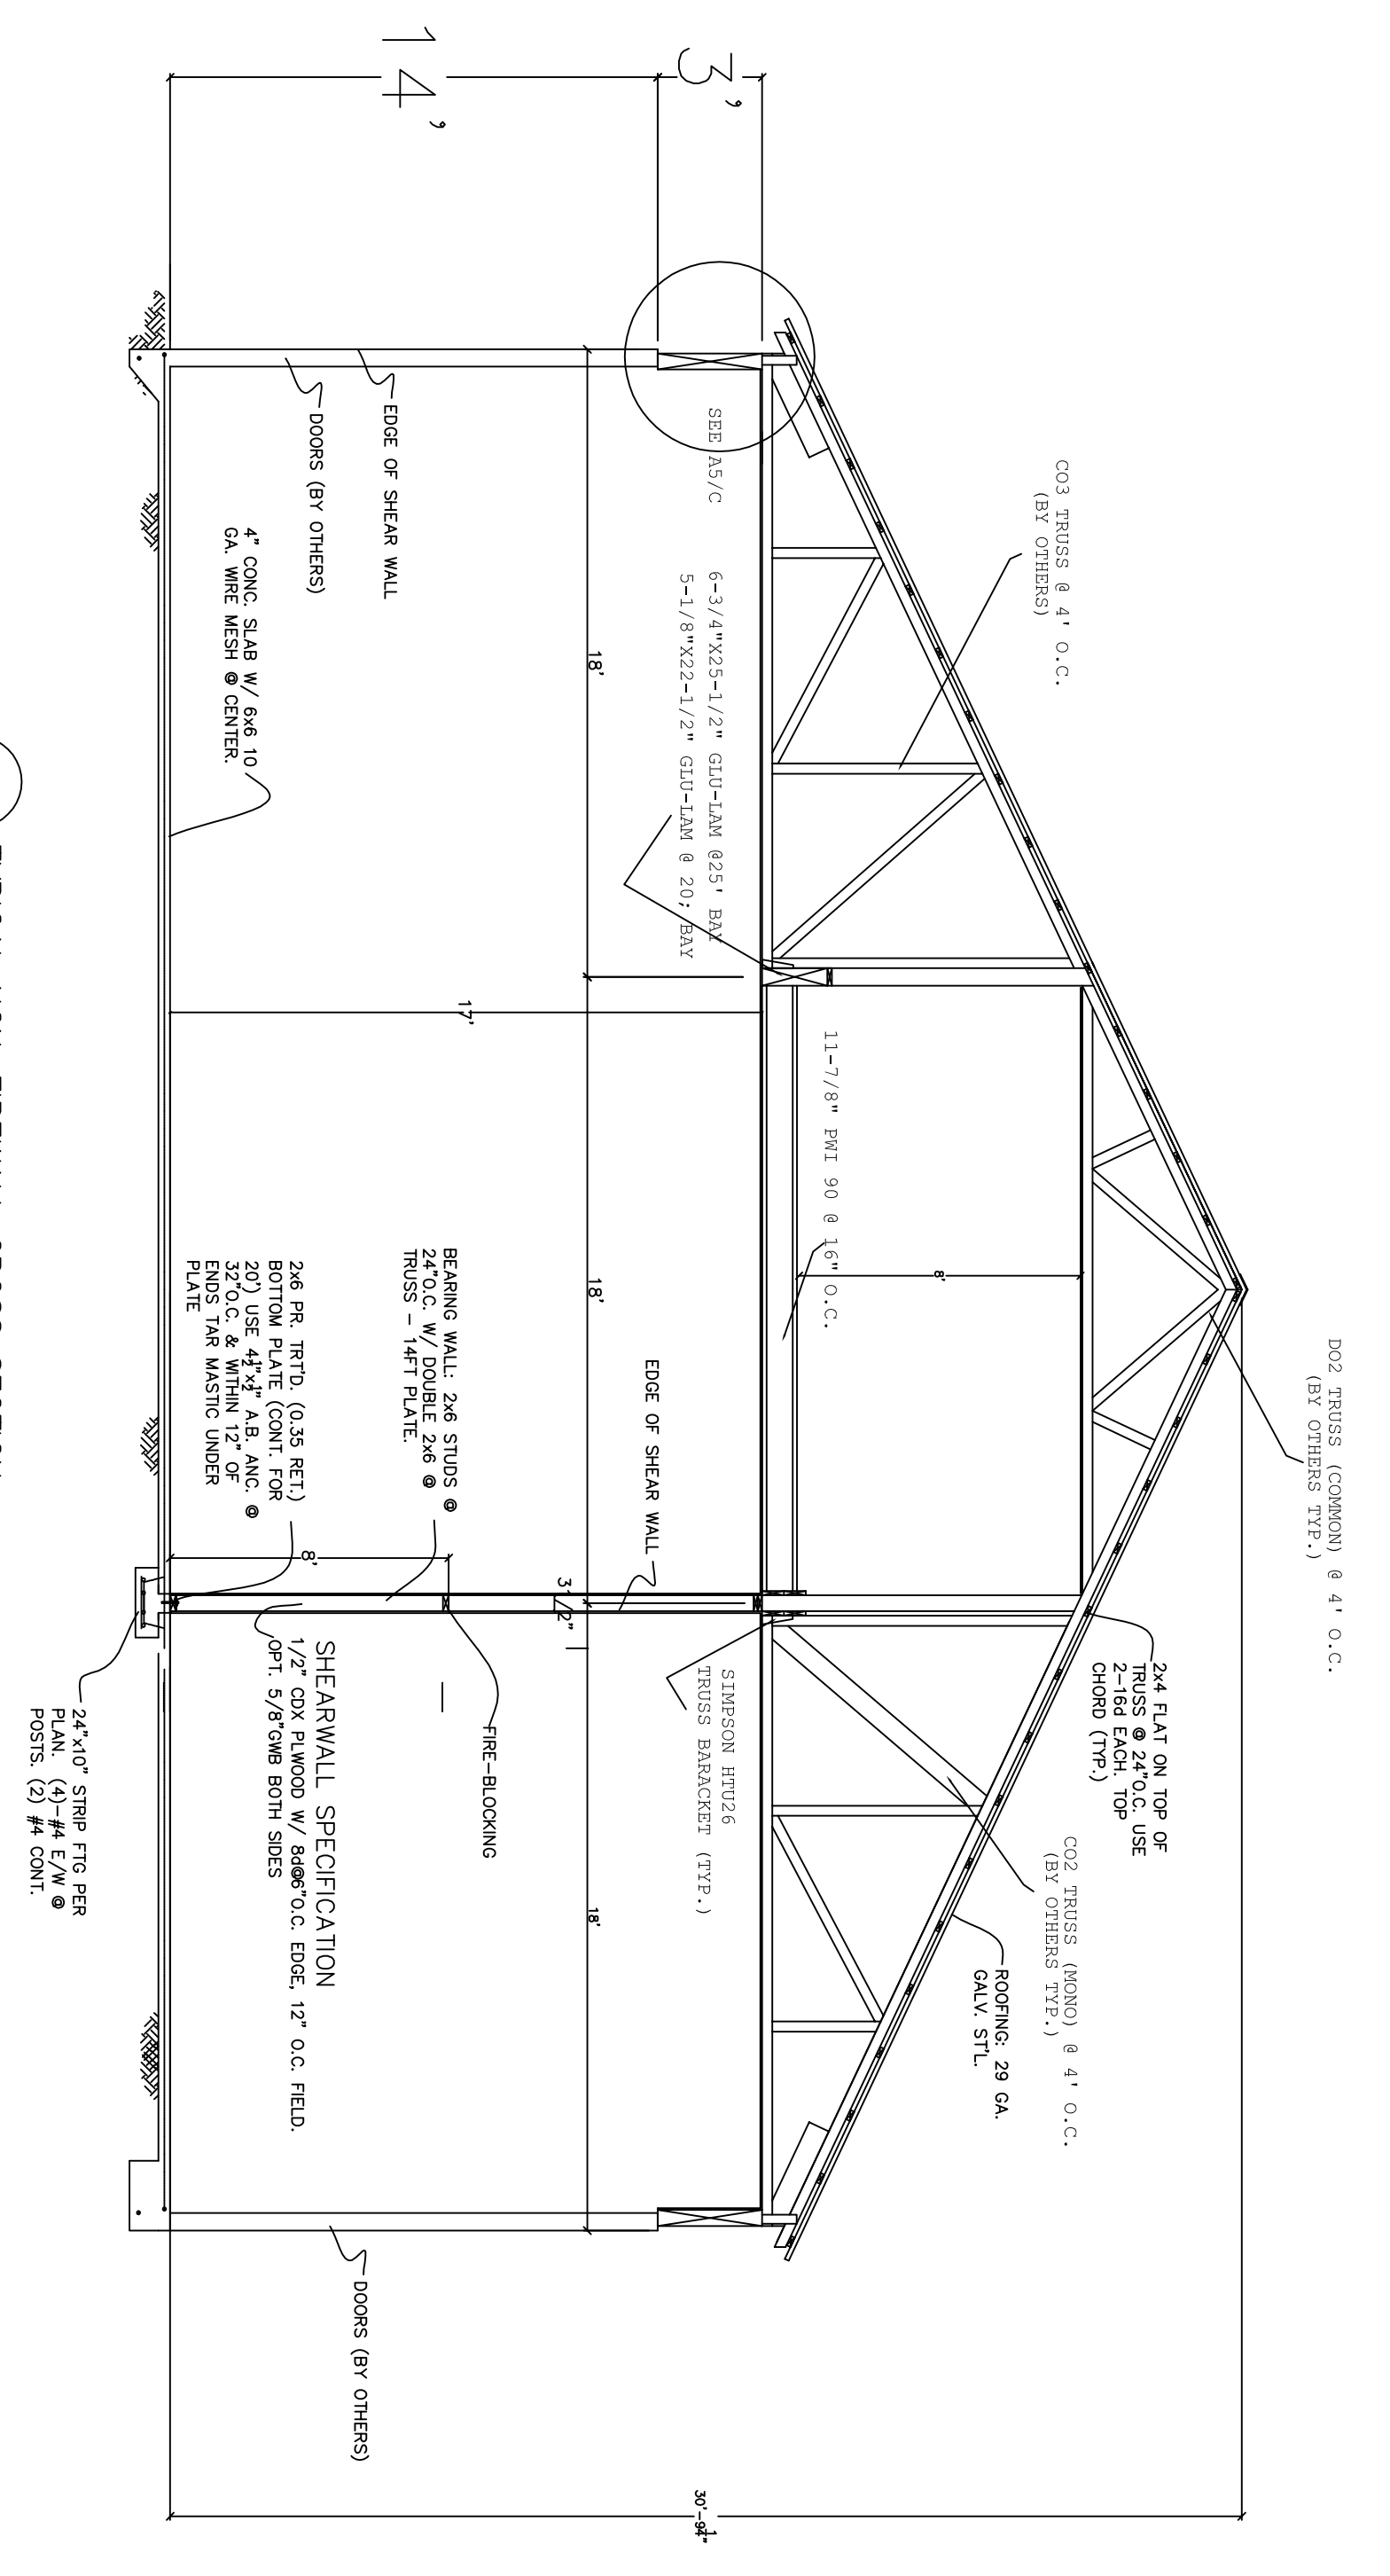 DO2 TRUSS (COMMON) @ 4' O.C.
(BY OTHERS TYP.)
CO3 TRUSS @ 4' O.C.
(BY OTHERS)
2x4 FLAT ON TOP OF
TRUSS @ 24"O.C. USE
2-16d EACH. TOP
CHORD (TYP.)
CO2 TRUSS (MONO) @ 4' O.C.
(BY OTHERS TYP.)
ROOFING: 29 GA.
GALV. ST'L.
8'
11-7/8" PWI 90 @ 16" O.C.
3'
SEE A5/C
6-3/4"X25-1/2" GLU-LAM @25' BAY
5-1/8"X22-1/2" GLU-LAM @ 20; BAY
SIMPSON HTU26
TRUSS BARACKET (TYP.)
30'-9
EDGE OF SHEAR WALL
18'
18'
18'
3 1/2"
14'
17'
FIRE-BLOCKING
BEARING WALL: 2x6 STUDS @
24"O.C. W/ DOUBLE 2x6 @
TRUSS - 14FT PLATE.
EDGE OF SHEAR WALL
DOORS (BY OTHERS)
DOORS (BY OTHERS)
8'
SHEARWALL SPECIFICATION
1/2" CDX PLWOOD W/ 8d@6"O.C. EDGE, 12" O.C. FIELD.
OPT. 5/8"GWB BOTH SIDES
2x6 PR. TRT'D. (0.35 RET.)
BOTTOM PLATE (CONT. FOR
20') USE A.B. ANC. @
32"O.C. & WITHIN 12" OF
ENDS TAR MASTIC UNDER
PLATE
4" CONC. SLAB W/ 6x6 10
GA. WIRE MESH @ CENTER.
24"x10" STRIP FTG PER
PLAN. (4)-#4 E/W @
POSTS. (2) #4 CONT.